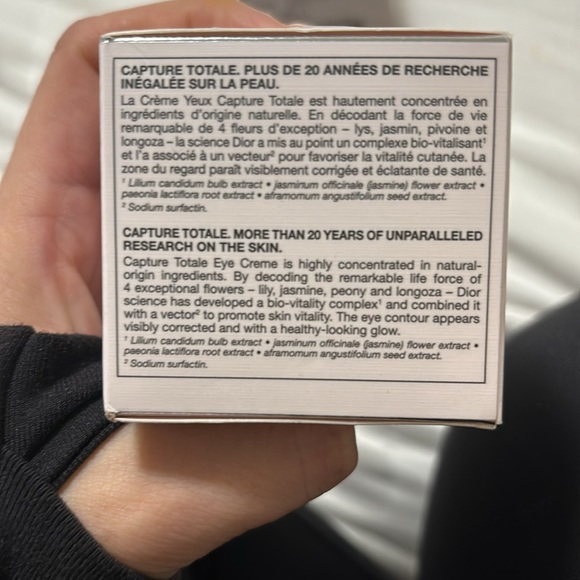 CAPTURE TOTALE. PLUS DE 20 ANNÉES DE RECHERCHE
INÉGALÉE SUR LA PEAU.
La Crème Yeux Capture Totale est hautement concentrée en
ingrédients d'origine naturelle. En décodant la force de vie
remarquable de 4 fleurs d'exception – lys, jasmin, pivoine et
longoza – la science Dior a mis au point un complexe bio-vitalisant¹
et l'a associé à un vecteur² pour favoriser la vitalité cutanée. La
zone du regard paraît visiblement corrigée et éclatante de santé.
¹ Lilium candidum bulb extract • jasminum officinale (jasmine) flower extract •
paeonia lactiflora root extract • aframomum angustifolium seed extract.
² Sodium surfactin.
CAPTURE TOTALE. MORE THAN 20 YEARS OF UNPARALLELED
RESEARCH ON THE SKIN.
Capture Totale Eye Creme is highly concentrated in natural-
origin ingredients. By decoding the remarkable life force of
4 exceptional flowers – lily, jasmine, peony and longoza – Dior
science has developed a bio-vitality complex¹ and combined it
with a vector² to promote skin vitality. The eye contour appears
visibly corrected and with a healthy-looking glow.
¹ Lilium candidum bulb extract • jasminum officinale (jasmine) flower extract •
paeonia lactiflora root extract • aframomum angustifolium seed extract.
² Sodium surfactin.